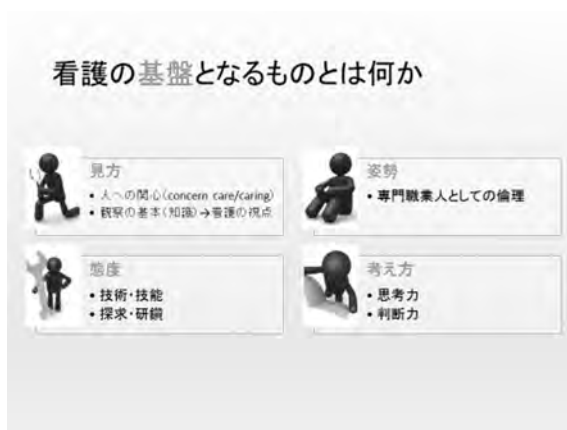 看護の基盤となるものとは何か
見方
• 人への関心(concern care/caring)
• 観察の基本(知識)→看護の視点
姿勢
• 専門職業人としての倫理
態度
• 技術・技能
• 探求・研鑽
考え方
• 思考力
• 判断力